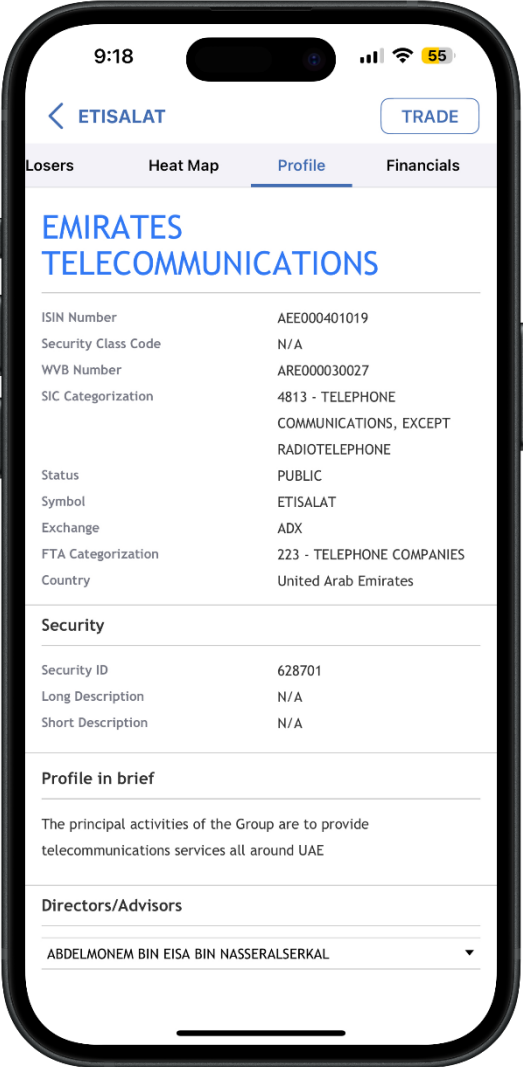 9:18
55
ETISALAT
TRADE
Losers Heat Map Profile Financials
EMIRATES
TELECOMMUNICATIONS
ISIN Number AEE000401019
Security Class Code N/A
WVB Number ARE000030027
SIC Categorization 4813 - TELEPHONE
COMMUNICATIONS, EXCEPT
RADIOTELEPHONE
Status PUBLIC
Symbol ETISALAT
Exchange ADX
FTA Categorization 223 - TELEPHONE COMPANIES
Country United Arab Emirates
Security
Security ID 628701
Long Description N/A
Short Description N/A
Profile in brief
The principal activities of the Group are to provide
telecommunications services all around UAE
Directors/Advisors
ABDELMONEM BIN EISA BIN NASSERALSERKAL